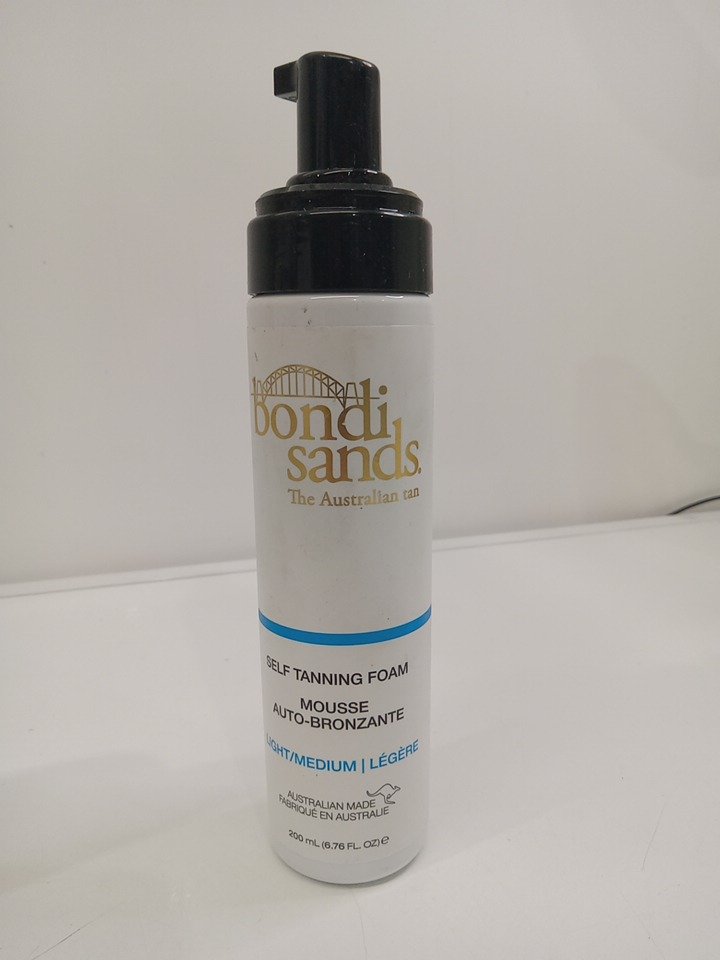 bondi
sands.
The Australian tan
SELF TANNING FOAM
MOUSSE
AUTO-BRONZANTE
LIGHT/MEDIUM | LÉGÈRE
AUSTRALIAN MADE
FABRIQUÉ EN AUSTRALIE
200 mL (6.76 FL. OZ) e